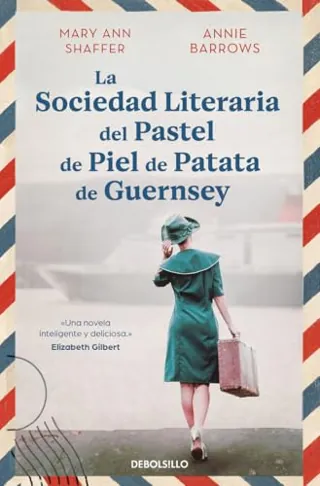 MARY ANN
SHAFFER
ANNIE
BARROWS
La
Sociedad Literaria
del Pastel
de Piel de Patata
de Guernsey
«Una novela
inteligente y deliciosa.»
Elizabeth Gilbert
DEBOLSILLO